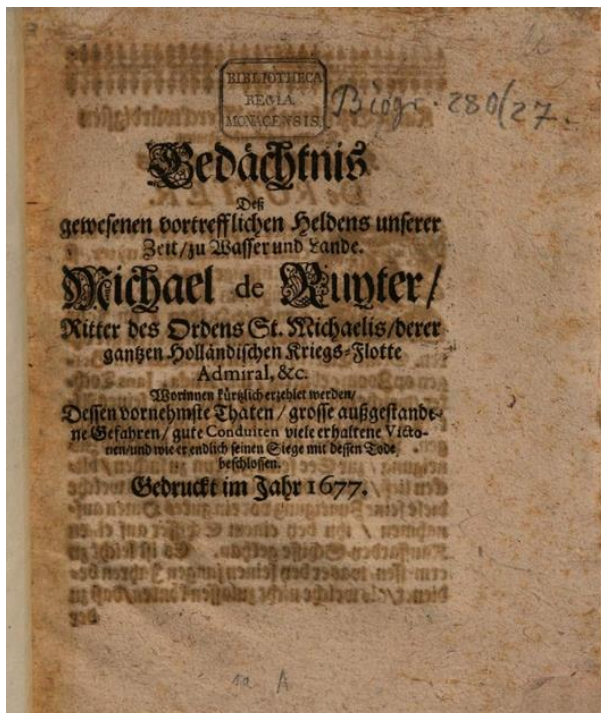 BIBLIOTHECA
REGIA
MONACENSIS.
Biogr. 280/27.
Gedächtnis
Deß
gewesenen vortrefflichen Heldens unserer
Zeit/zu Wasser und Lande.
Michael de Ruyter/
Ritter des Ordens St. Michaelis/derer
gantzen Holländischen Kriegs-Flotte
Admiral, &c.
Worinnen kürtzlich erzehlet werden/
Dessen vornehmste Thaten / grosse außgestande-
ne Gefahren / gute Conduiten viele erhaltene Victo-
rien/und wie er endlich seinen Siege mit dessen Tode
beschlossen.
Gedruckt im Jahr 1677.